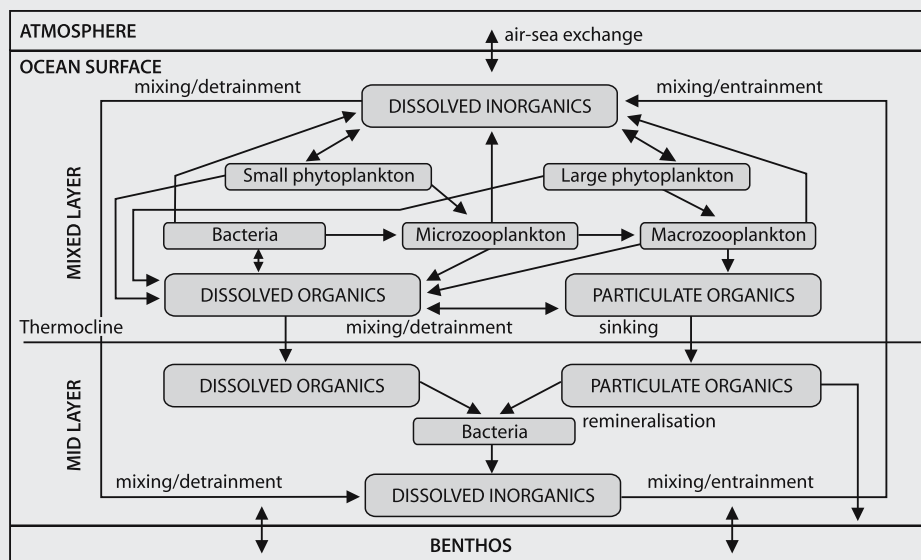 ATMOSPHERE
air-sea exchange
OCEAN SURFACE
mixing/detrainment
mixing/entrainment
DISSOLVED INORGANICS
MIXED LAYER
Small phytoplankton
Large phytoplankton
Bacteria
Microzooplankton
Macrozooplankton
DISSOLVED ORGANICS
PARTICULATE ORGANICS
Thermocline
mixing/detrainment
sinking
MID LAYER
DISSOLVED ORGANICS
PARTICULATE ORGANICS
Bacteria
remineralisation
mixing/detrainment
DISSOLVED INORGANICS
mixing/entrainment
BENTHOS